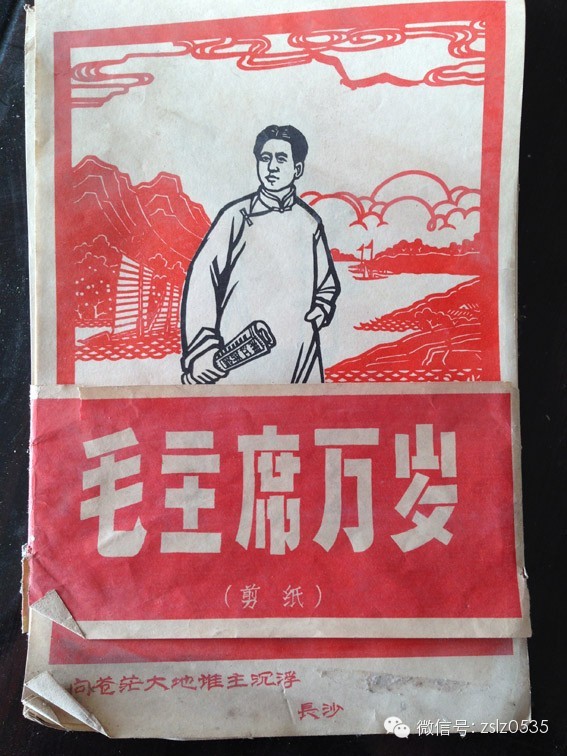 毛主席万岁
(剪纸)
问苍茫大地谁主沉浮
長沙
微信号: zslz0535